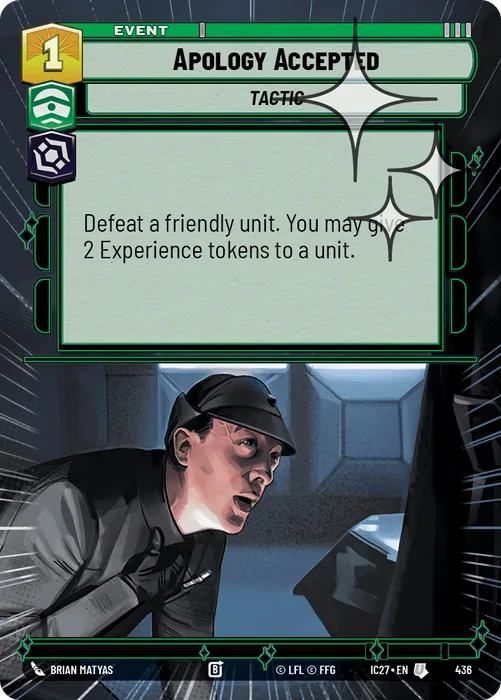 EVENT
1
APOLOGY ACCEPTED
TACTIC
Defeat a friendly unit. You may give
2 Experience tokens to a unit.
BRIAN MATYAS
B
© LFL © FFG
IC27 • EN
436